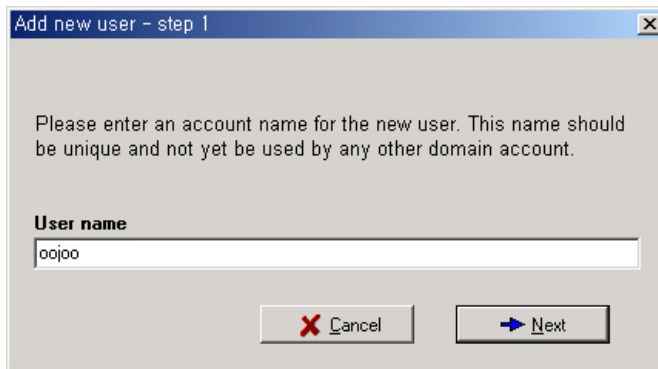 Add new user - step 1
Please enter an account name for the new user. This name should
be unique and not yet be used by any other domain account.
User name
oojoo
Cancel
Next